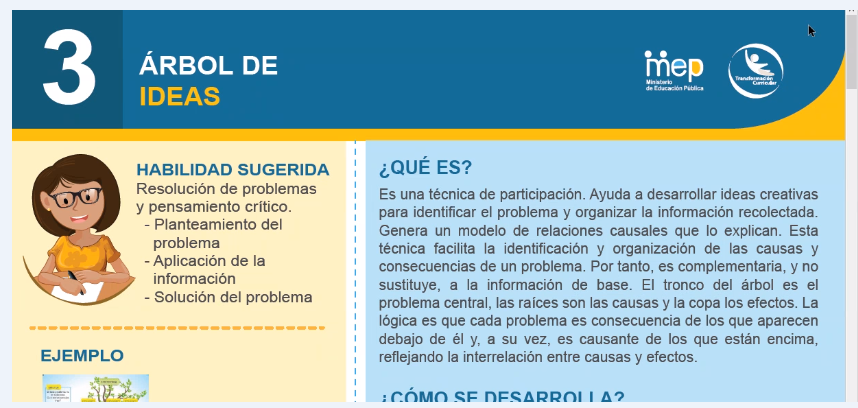 3
ÁRBOL DE
IDEAS
mep
Ministerio
de Educación Pública
Transformación
Curricular
HABILIDAD SUGERIDA
Resolución de problemas
y pensamiento crítico.
- Planteamiento del
problema
- Aplicación de la
información
- Solución del problema
EJEMPLO
¿QUÉ ES?
Es una técnica de participación. Ayuda a desarrollar ideas creativas
para identificar el problema y organizar la información recolectada.
Genera un modelo de relaciones causales que lo explican. Esta
técnica facilita la identificación y organización de las causas y
consecuencias de un problema. Por tanto, es complementaria, y no
sustituye, a la información de base. El tronco del árbol es el
problema central, las raíces son las causas y la copa los efectos. La
lógica es que cada problema es consecuencia de los que aparecen
debajo de él y, a su vez, es causante de los que están encima,
reflejando la interrelación entre causas y efectos.
¿CÓMO SE DESARROLLA?